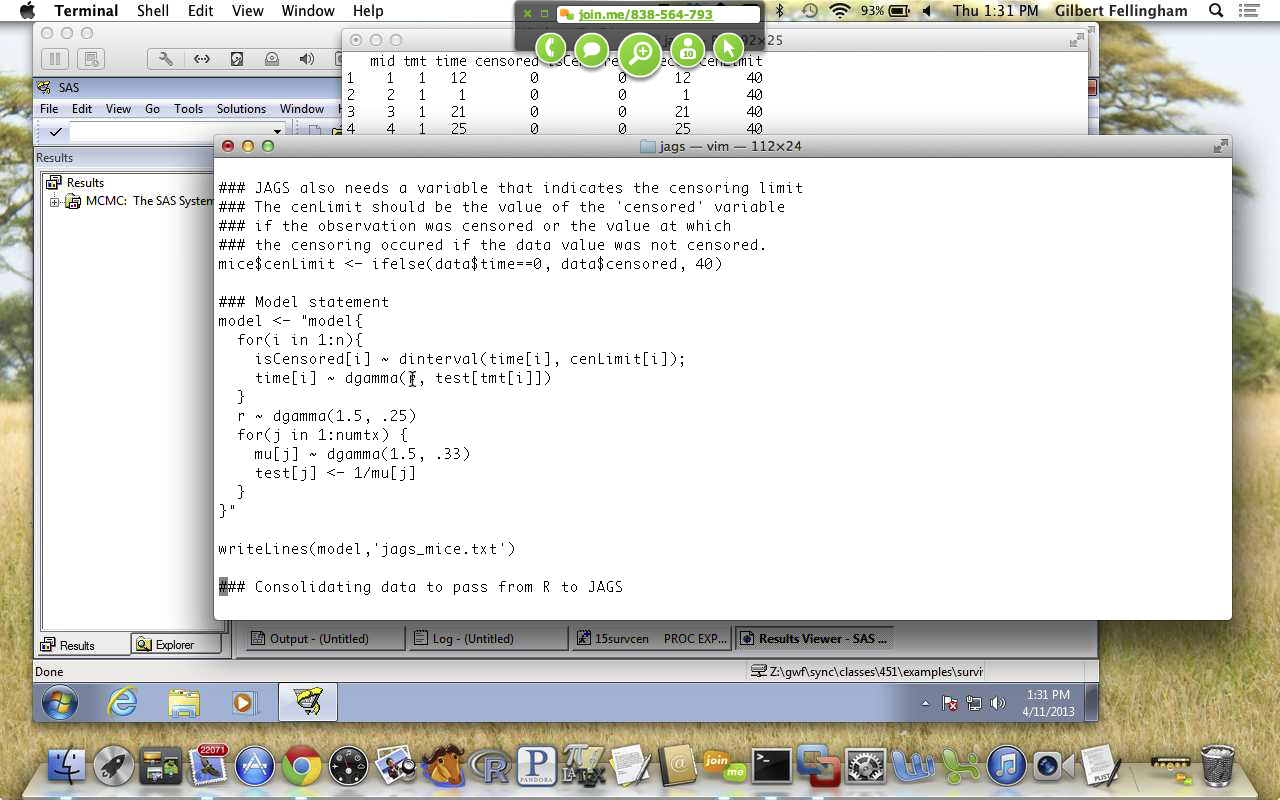 Terminal Shell Edit View Window Help
join.me/838-564-793
93% Thu 1:31 PM Gilbert Fellingham
92×25
mid tmt time censored
1 1 1 12 0 0 12 40
2 2 1 1 0 0 1 40
3 3 1 21 0 0 21 40
4 4 1 25 0 0 25 40
SAS
File Edit View Go Tools Solutions Window
Results
Results
MCMC: The SAS System
jags — vim — 112×24
### JAGS also needs a variable that indicates the censoring limit
### The cenLimit should be the value of the 'censored' variable
### if the observation was censored or the value at which
### the censoring occured if the data value was not censored.
mice$cenLimit <- ifelse(data$time==0, data$censored, 40)
### Model statement
model <- "model{
for(i in 1:n){
isCensored[i] ~ dinterval(time[i], cenLimit[i]);
time[i] ~ dgamma(r, test[tmt[i]])
}
r ~ dgamma(1.5, .25)
for(j in 1:numtx) {
mu[j] ~ dgamma(1.5, .33)
test[j] <- 1/mu[j]
}
}"
writeLines(model,'jags_mice.txt')
### Consolidating data to pass from R to JAGS
Results Explorer
Output - (Untitled) Log - (Untitled) 15survcen PROC EXP... Results Viewer - SAS ...
Done
Z:\gwf\sync\classes\451\examples\survi
1:31 PM
4/11/2013
22071
PANDORA
join
me
PLIST